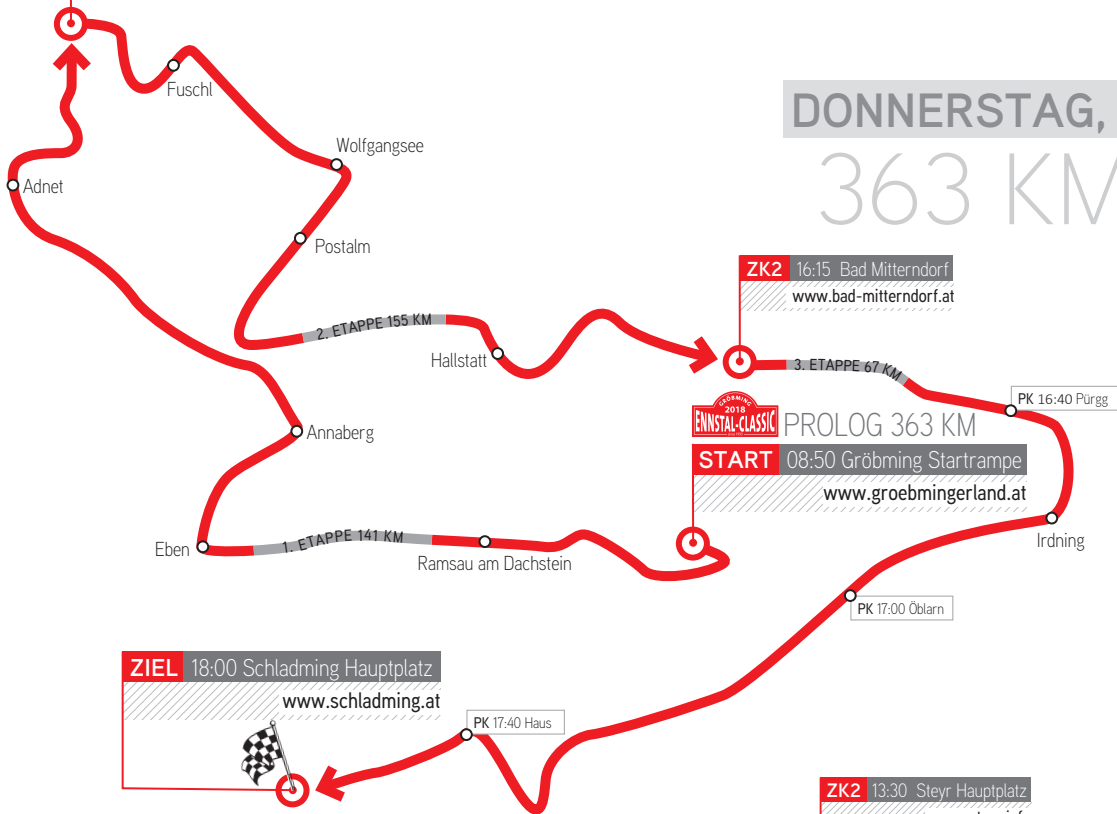 Fuschl
Wolfgangsee
Adnet
Postalm
DONNERSTAG,
363 KM
ZK2 16:15 Bad Mitterndorf
www.bad-mitterndorf.at
2. ETAPPE 155 KM
Hallstatt
3. ETAPPE 67 KM
PK 16:40 Pürgg
GRÖBMING
2018
ENNSTAL-CLASSIC
PROLOG 363 KM
START 08:50 Gröbming Startrampe
www.groebmingerland.at
Annaberg
Eben
1. ETAPPE 141 KM
Ramsau am Dachstein
Irdning
PK 17:00 Öblarn
ZIEL 18:00 Schladming Hauptplatz
www.schladming.at
PK 17:40 Haus
ZK2 13:30 Steyr Hauptplatz